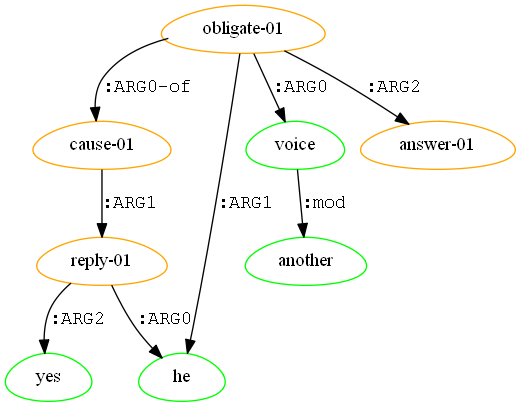 obligate-01
:ARG0-of :ARG0 :ARG2
cause-01 voice answer-01
:ARG1 :ARG1 :mod
reply-01 another
:ARG2 :ARG0
yes he